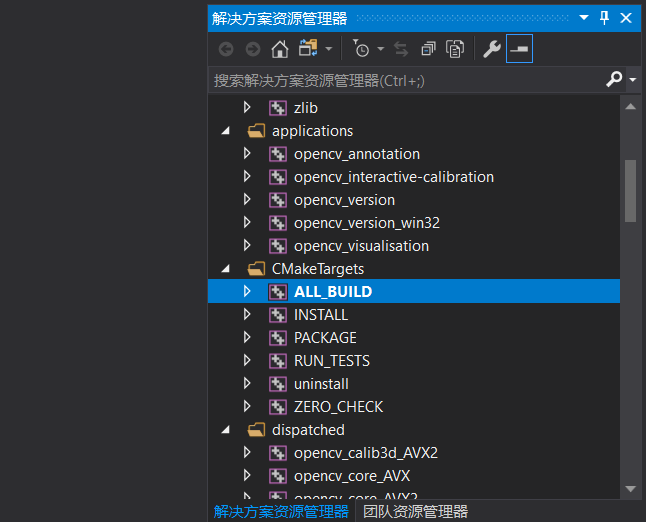 解决方案资源管理器
搜索解决方案资源管理器(Ctrl+;)
zlib
applications
opencv_annotation
opencv_interactive-calibration
opencv_version
opencv_version_win32
opencv_visualisation
CMakeTargets
ALL_BUILD
INSTALL
PACKAGE
RUN_TESTS
uninstall
ZERO_CHECK
dispatched
opencv_calib3d_AVX2
opencv_core_AVX
opencv_core_AVX2
解决方案资源管理器 团队资源管理器